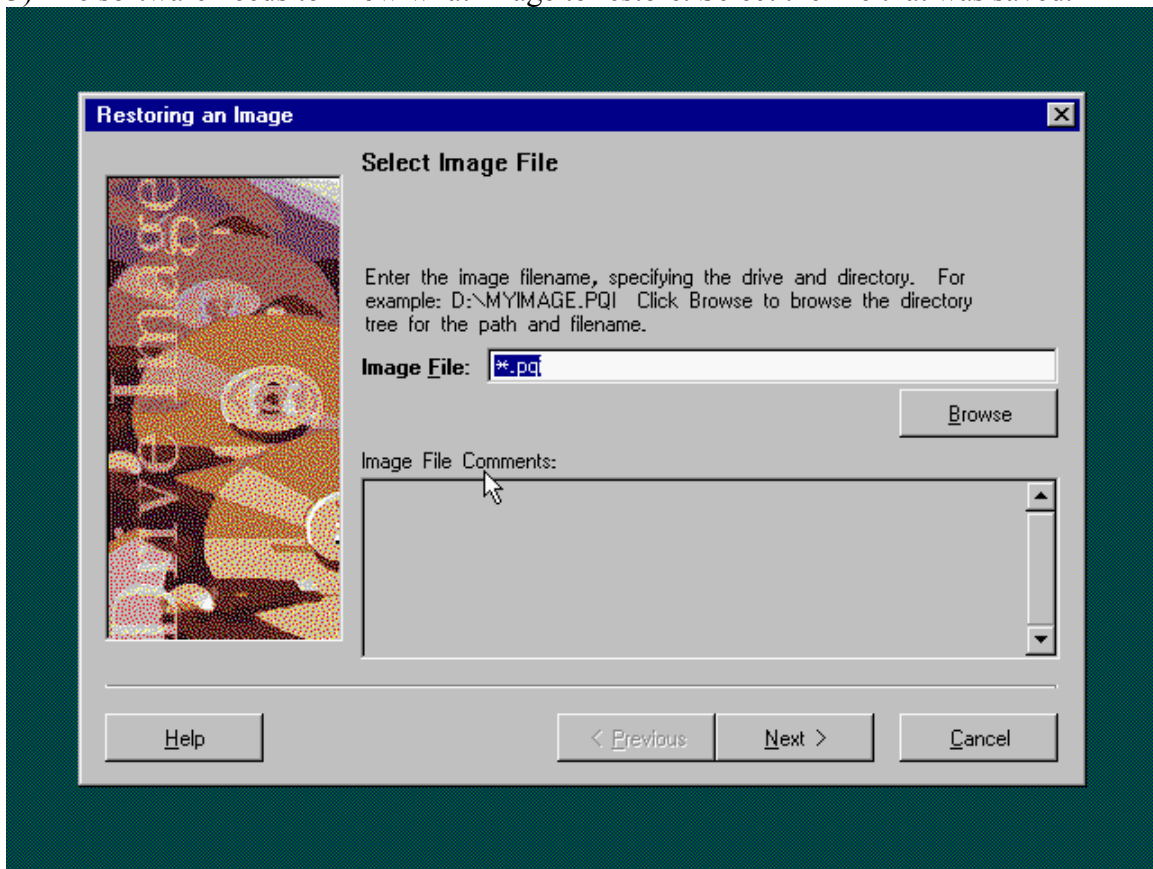 Restoring an Image
Select Image File
Drive Image
Enter the image filename, specifying the drive and directory. For
example: D:\MYIMAGE.PQI Click Browse to browse the directory
tree for the path and filename.
Image File: *.pqi
Browse
Image File Comments:
Help
< Previous
Next >
Cancel